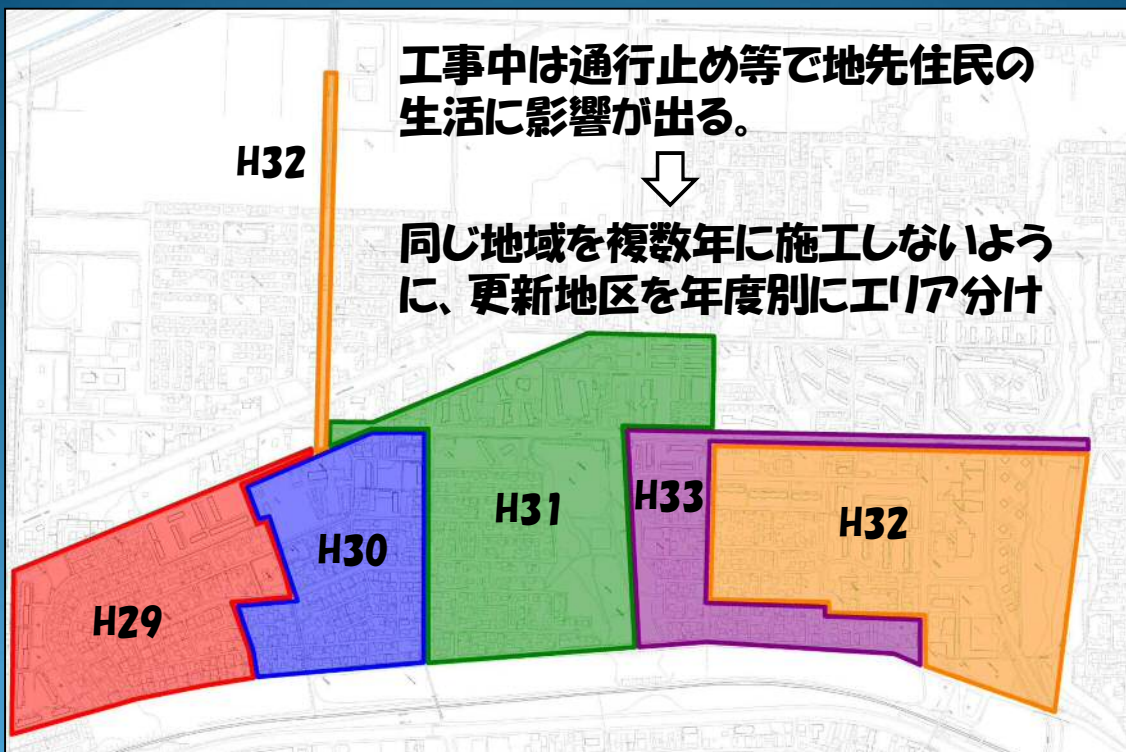 工事中は通行止め等で地先住民の
生活に影響が出る。
H32
同じ地域を複数年に施工しないよう
に、更新地区を年度別にエリア分け
H31
H33
H32
H30
H29